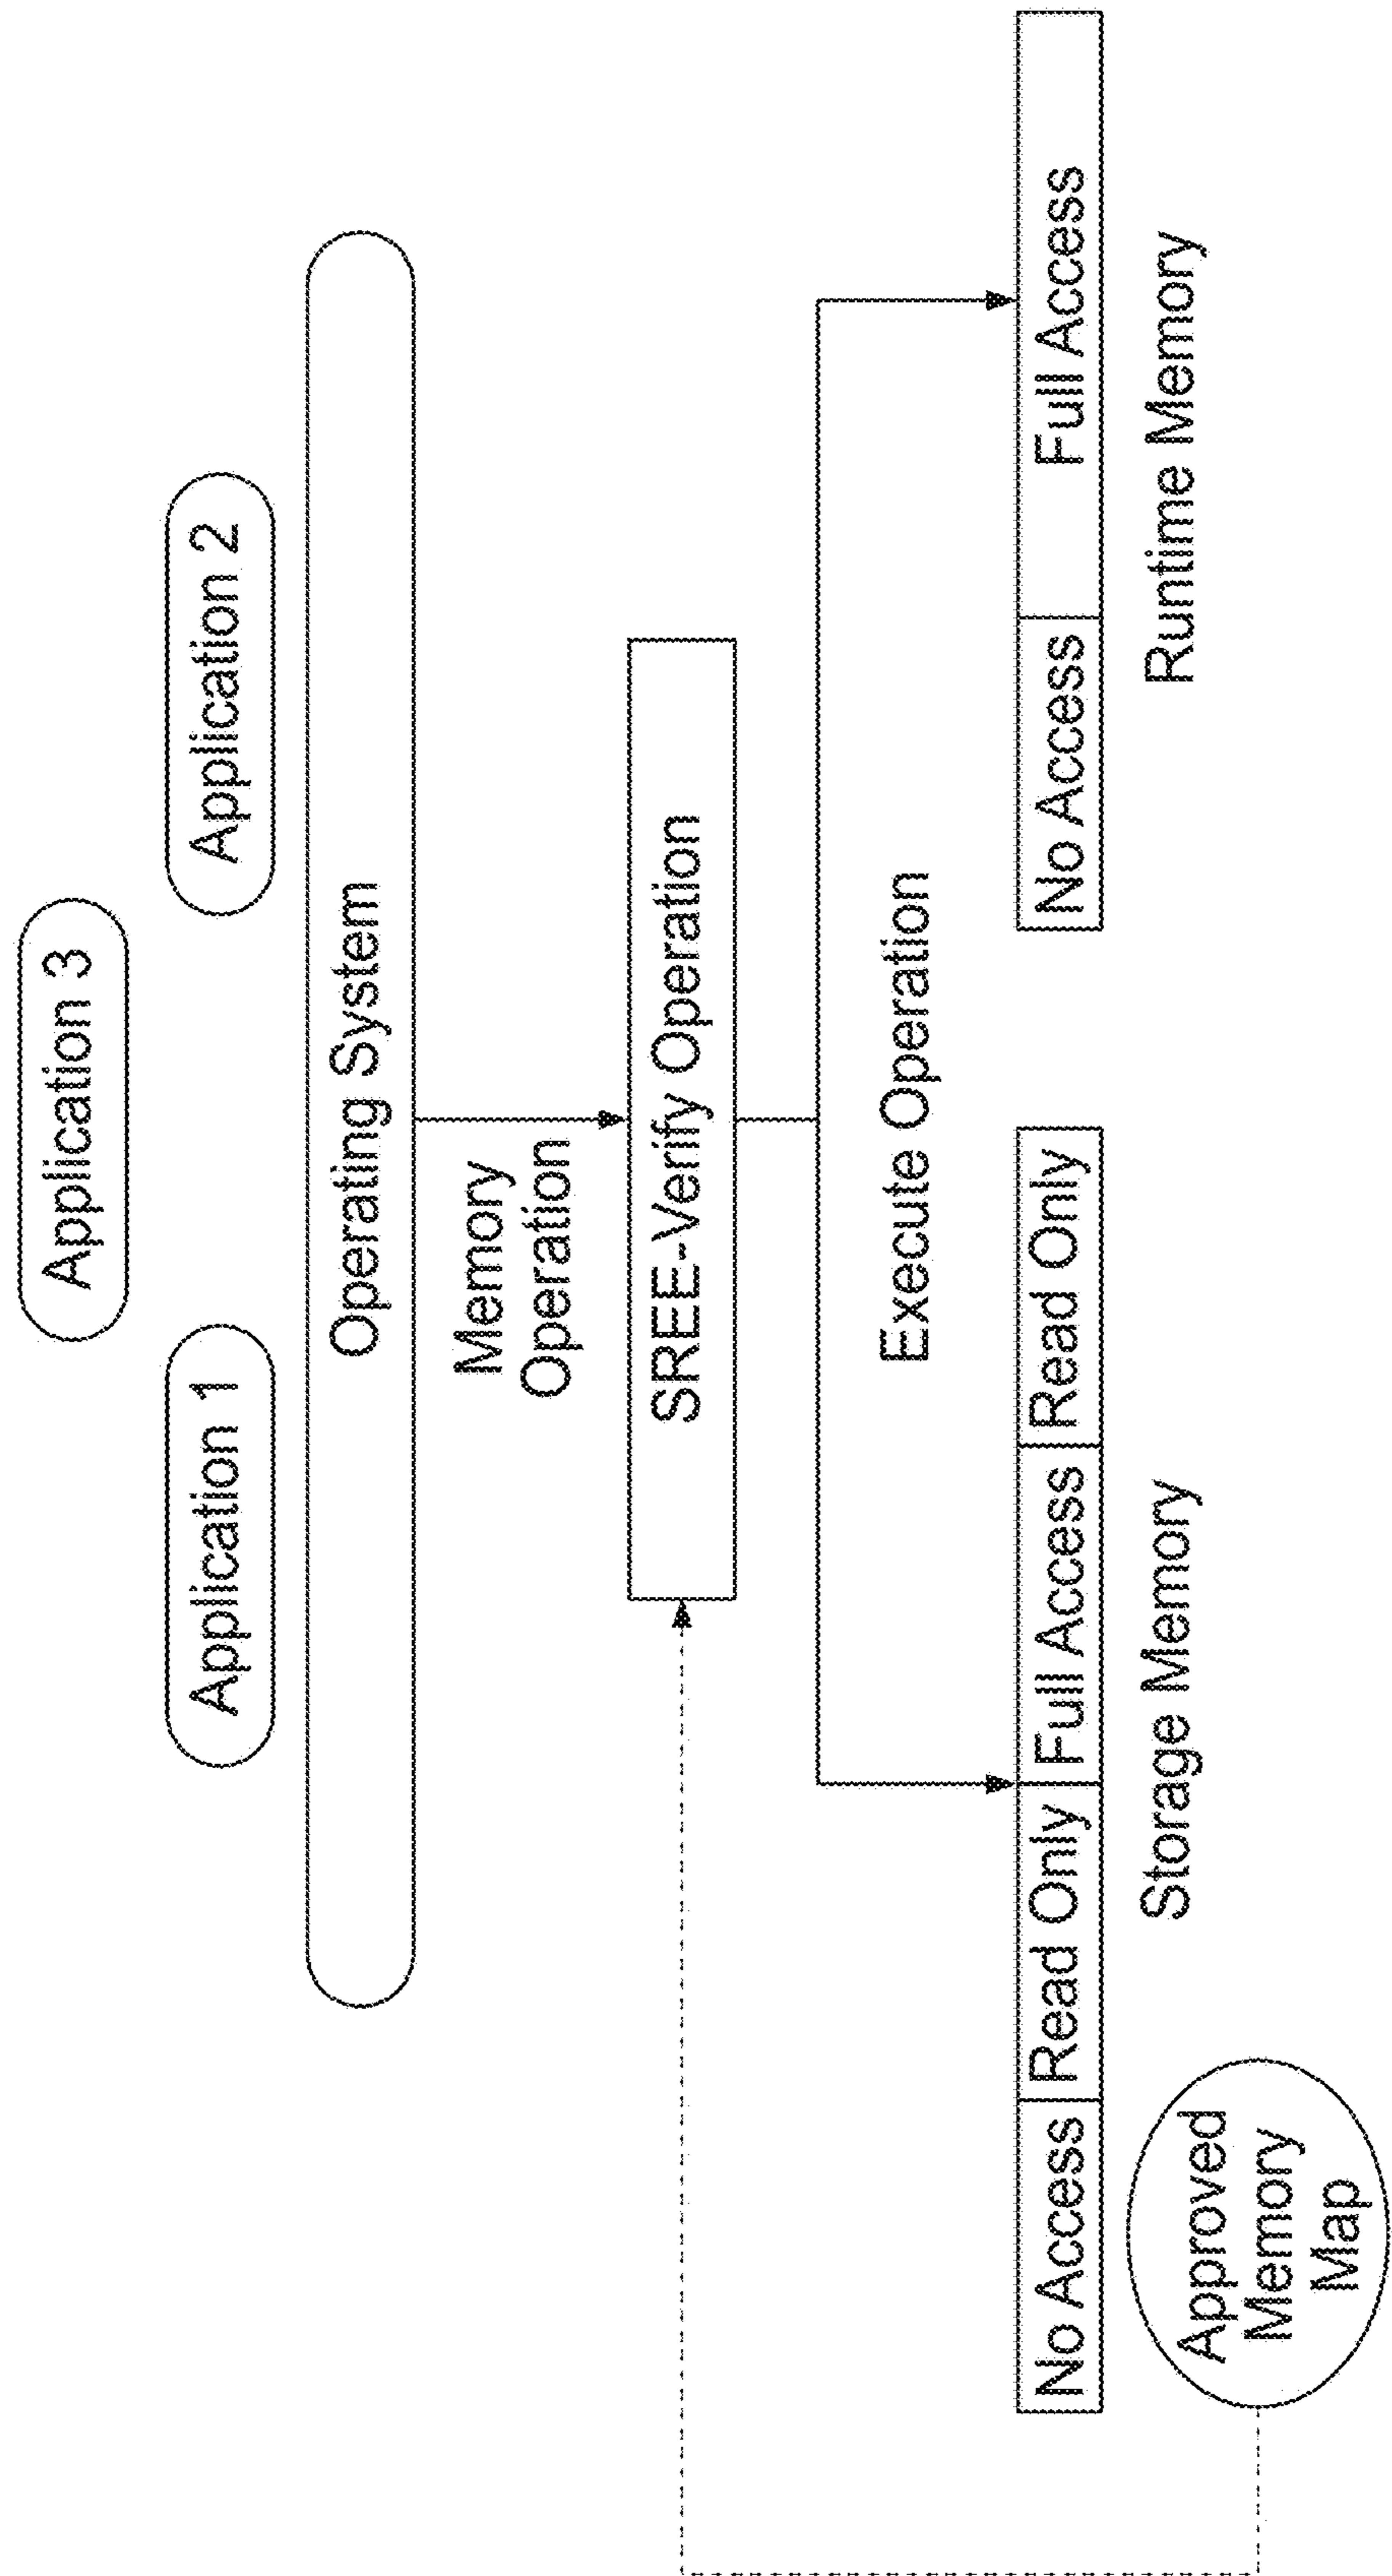 Application 3
Application 1
Application 2
Operating System
Memory
Operation
SREE-Verify Operation
Execute Operation
No Access
Read Only
Full Access
Read Only
No Access
Full Access
Storage Memory
Runtime Memory
Approved
Memory
Map